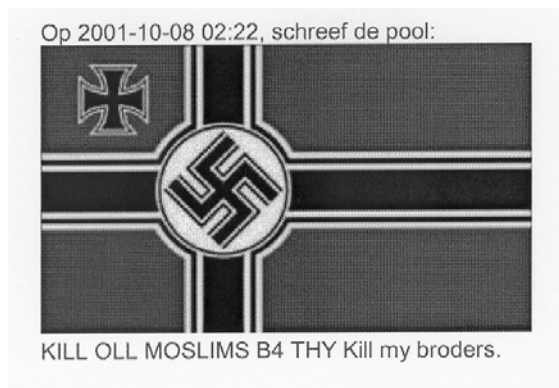 Op 2001-10-08 02:22, schreef de pool:
KILL OLL MOSLIMS B4 THY Kill my broders.